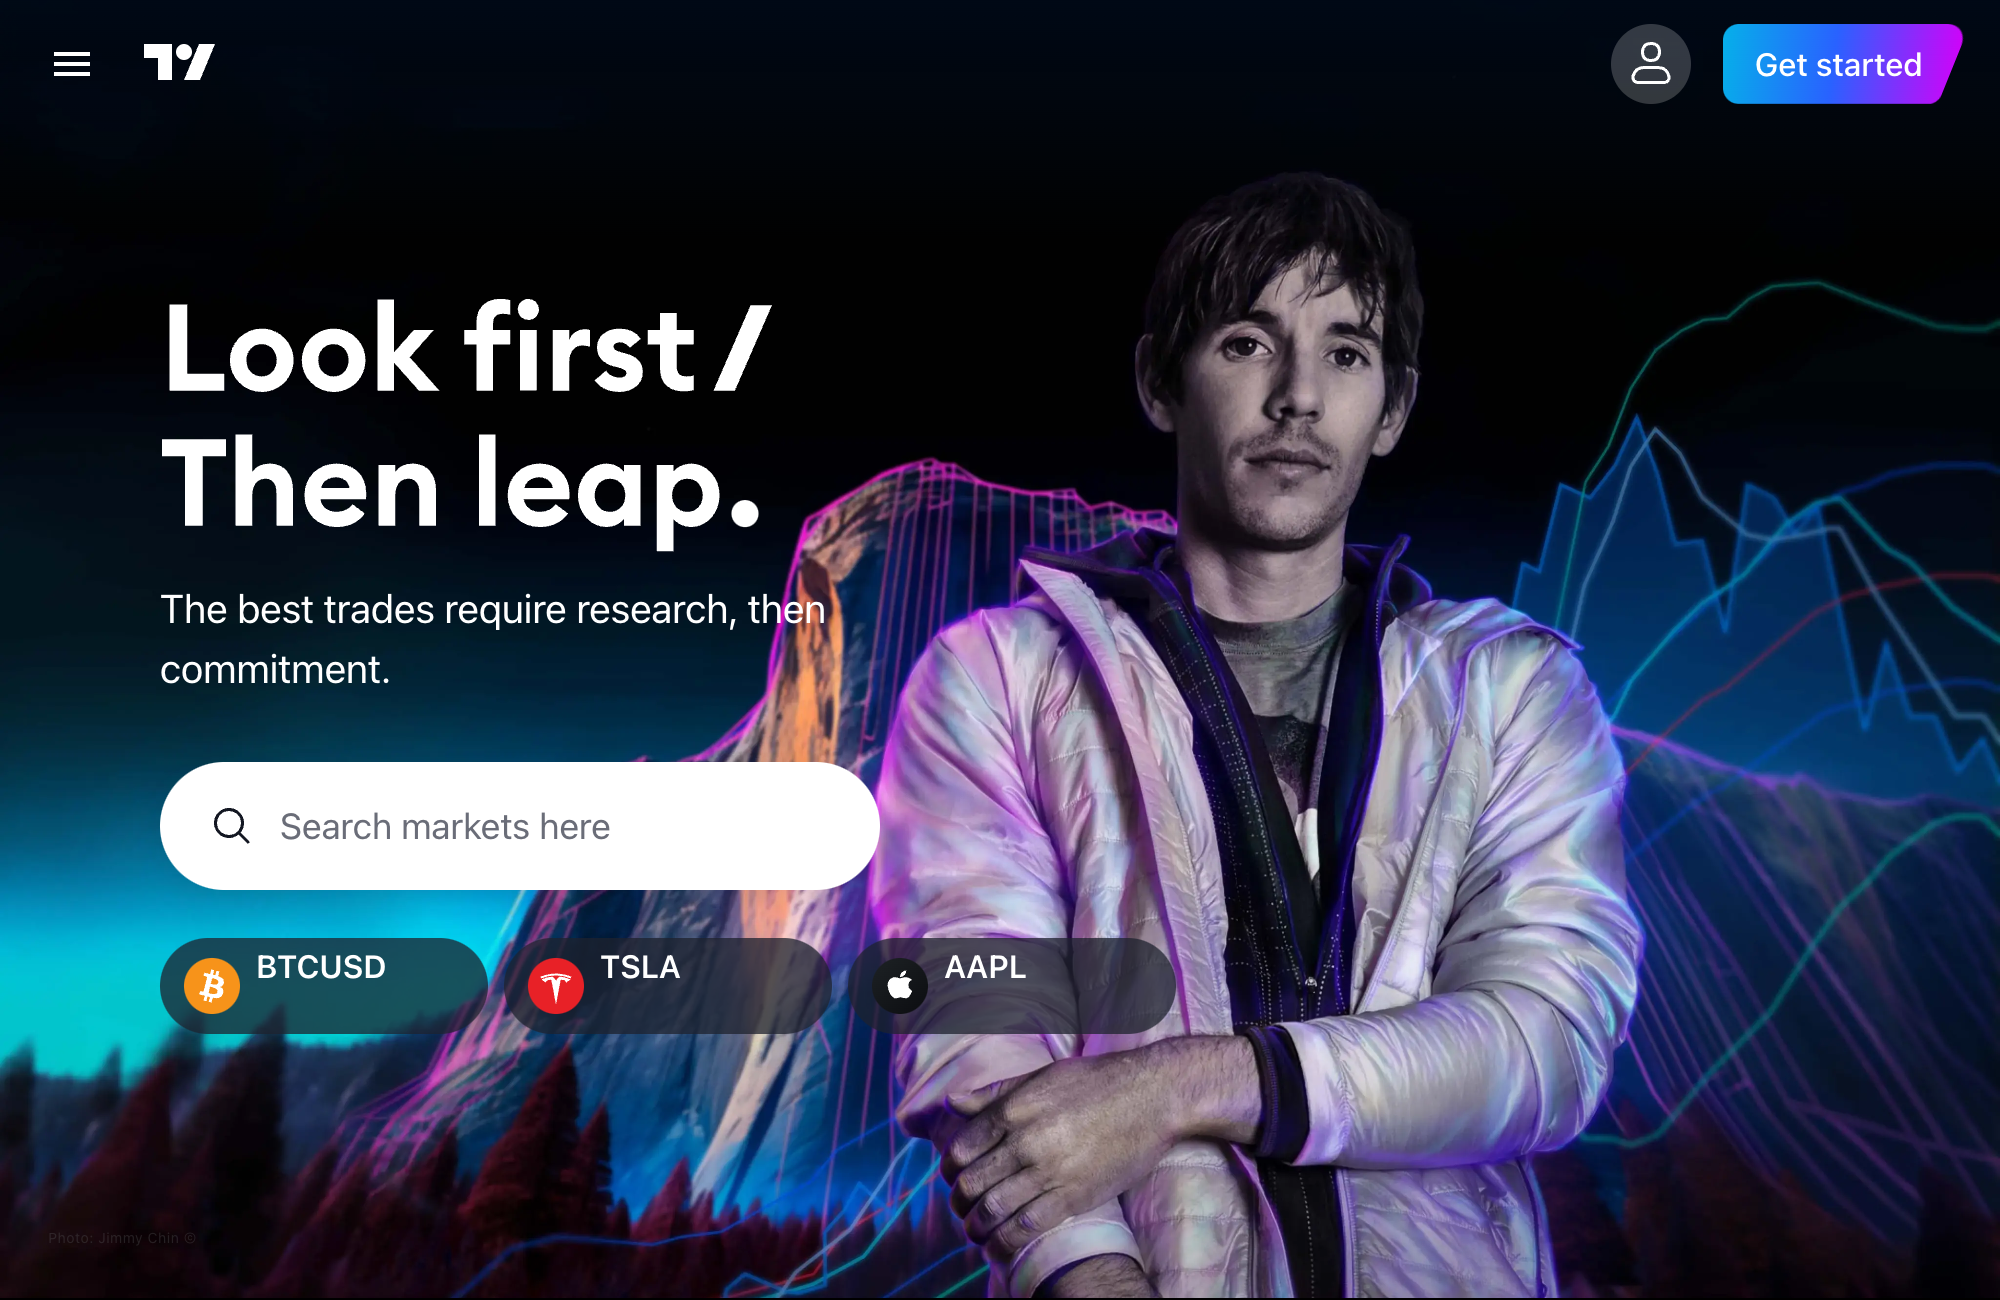 Get started
Look first /
Then leap.
The best trades require research, then
commitment.
Search markets here
BTCUSD
TSLA
AAPL
Photo: Jimmy Chin ©